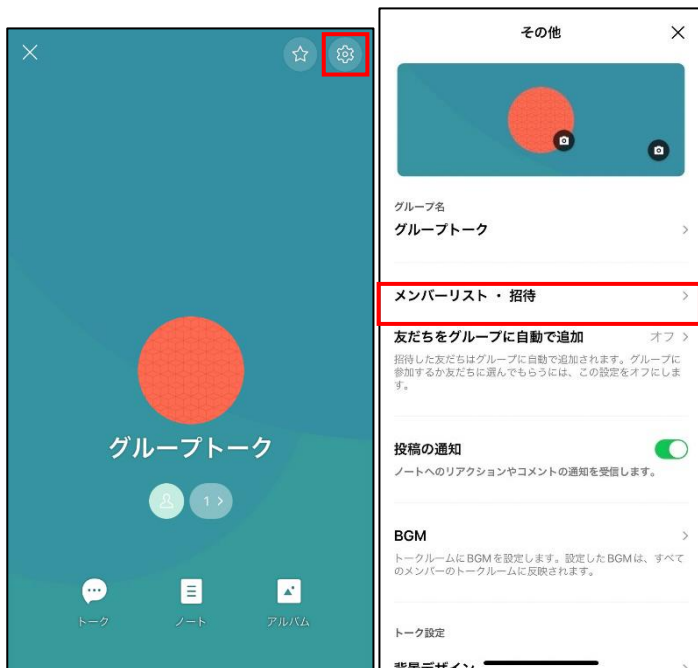 グループトーク
1 >
トーク
ノート
アルバム
その他
グループ名
グループトーク
メンバーリスト ・ 招待
友だちをグループに自動で追加
オフ
招待した友だちはグループに自動で追加されます。グループに
参加するか友だちに選んでもらうには、この設定をオフにしま
す。
投稿の通知
ノートへのリアクションやコメントの通知を受信します。
BGM
トークルームにBGMを設定します。設定したBGMは、すべて
のメンバーのトークルームに反映されます。
トーク設定
背景デザイン